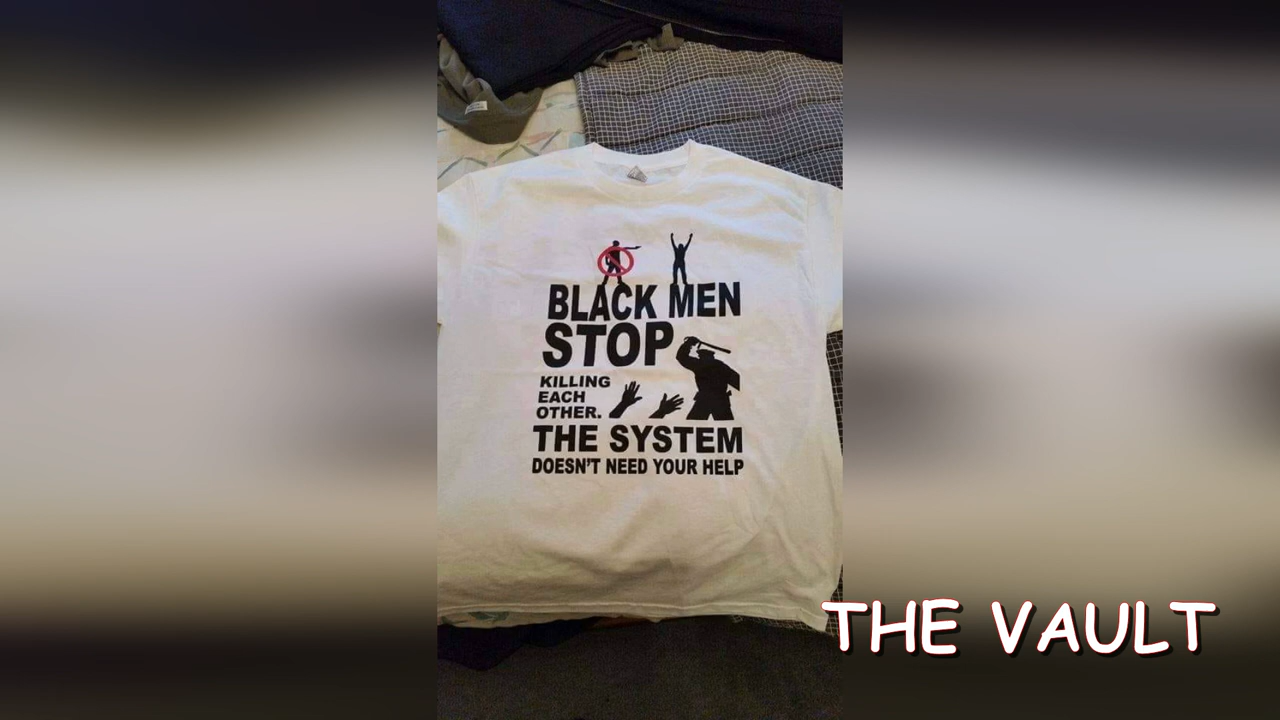 BLACK MEN
STOP
KILLING
EACH
OTHER.
THE SYSTEM
DOESN'T NEED YOUR HELP
THE VAULT